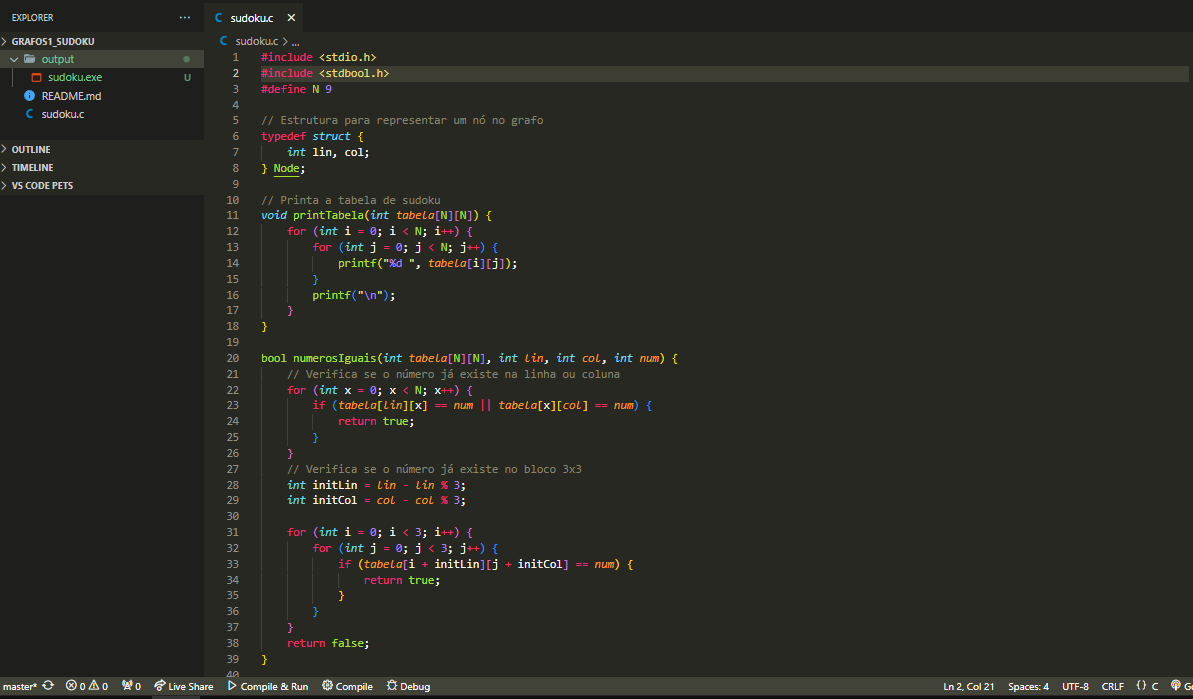 EXPLORER ...
GRAFOS1_SUDOKU
output
sudoku.exe U
README.md
C sudoku.c
OUTLINE
TIMELINE
VS CODE PETS
C sudoku.c ×
C sudoku.c > ...
1 #include <stdio.h>
2 #include <stdbool.h>
3 #define N 9
4
5 // Estrutura para representar um nó no grafo
6 typedef struct {
7 int lin, col;
8 } Node;
9
10 // Printa a tabela de sudoku
11 void printTabela(int tabela[N][N]) {
12 for (int i = 0; i < N; i++) {
13 for (int j = 0; j < N; j++) {
14 printf("%d ", tabela[i][j]);
15 }
16 printf("\n");
17 }
18 }
19
20 bool numerosIguais(int tabela[N][N], int lin, int col, int num) {
21 // Verifica se o número já existe na linha ou coluna
22 for (int x = 0; x < N; x++) {
23 if (tabela[lin][x] == num || tabela[x][col] == num) {
24 return true;
25 }
26 }
27 // Verifica se o número já existe no bloco 3x3
28 int initLin = lin - lin % 3;
29 int initCol = col - col % 3;
30
31 for (int i = 0; i < 3; i++) {
32 for (int j = 0; j < 3; j++) {
33 if (tabela[i + initLin][j + initCol] == num) {
34 return true;
35 }
36 }
37 }
38 return false;
39 }
40
master* 0 0 0 Live Share Compile & Run Compile Debug Ln 2, Col 21 Spaces: 4 UTF-8 CRLF {} C Go